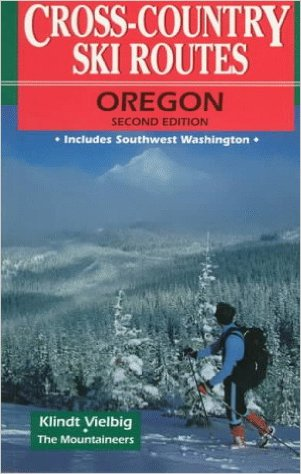 CROSS-COUNTRY
SKI ROUTES
OREGON
SECOND EDITION
• Includes Southwest Washington •
Klindt Vielbig
•
The Mountaineers